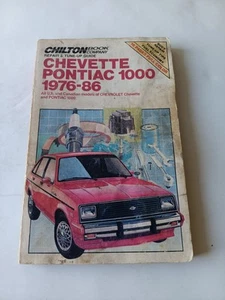 CHILTON BOOK COMPANY
REPAIR & TUNE-UP GUIDE
CHEVETTE
PONTIAC 1000
1976-86
All U.S. and Canadian models of CHEVROLET Chevette
and PONTIAC 1000